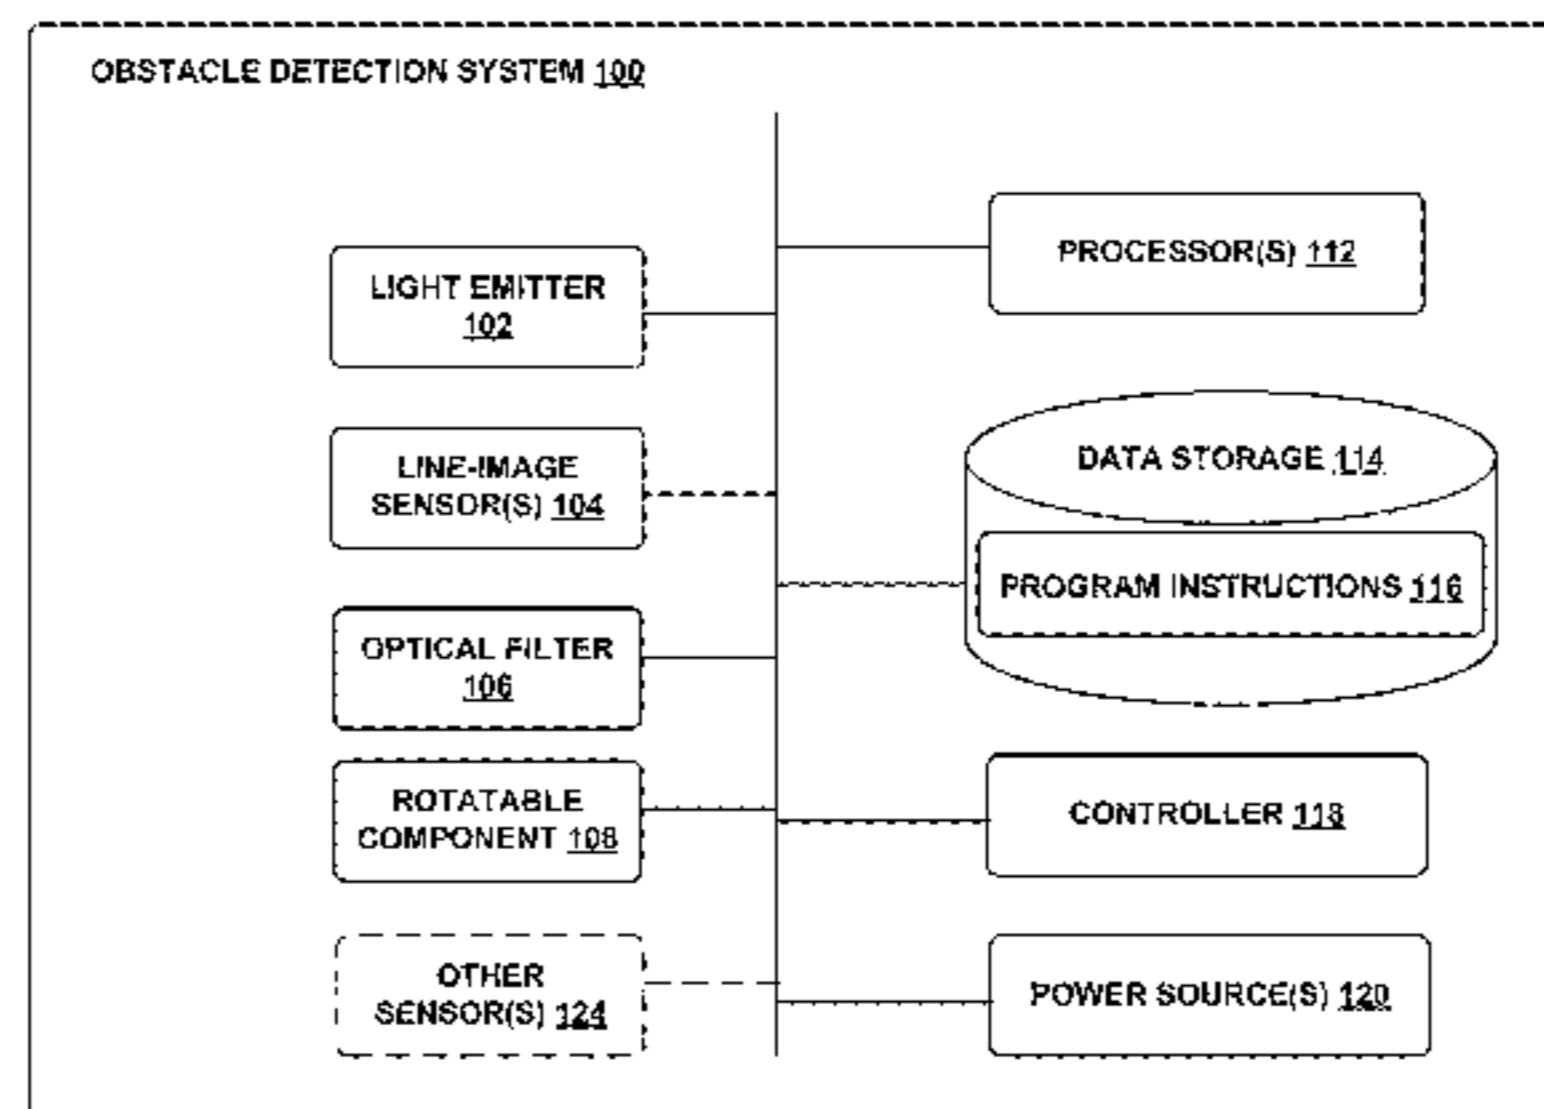 OBSTACLE DETECTION SYSTEM 100
LIGHT EMITTER
102
LINE-IMAGE
SENSOR(S) 104
OPTICAL FILTER
106
ROTATABLE
COMPONENT 108
OTHER
SENSOR(S) 124
PROCESSOR(S) 112
DATA STORAGE 114
PROGRAM INSTRUCTIONS 116
CONTROLLER 118
POWER SOURCE(S) 120